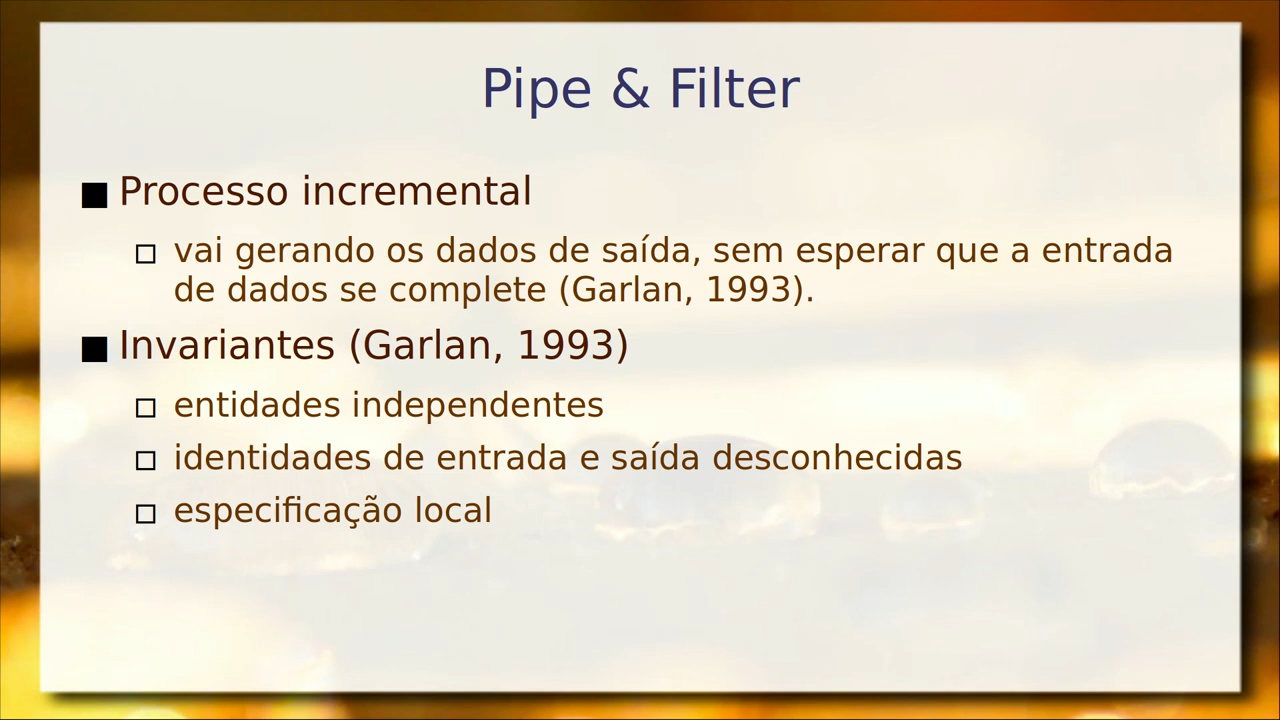 Pipe & Filter
Processo incremental
vai gerando os dados de saída, sem esperar que a entrada
de dados se complete (Garlan, 1993).
Invariantes (Garlan, 1993)
entidades independentes
identidades de entrada e saída desconhecidas
especificação local